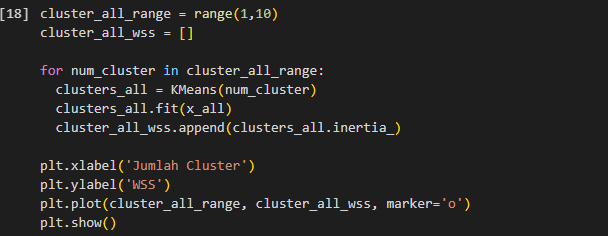 [18] cluster_all_range = range(1,10)
cluster_all_wss = []
for num_cluster in cluster_all_range:
clusters_all = KMeans(num_cluster)
clusters_all.fit(x_all)
cluster_all_wss.append(clusters_all.inertia_)
plt.xlabel('Jumlah Cluster')
plt.ylabel('WSS')
plt.plot(cluster_all_range, cluster_all_wss, marker='o')
plt.show()